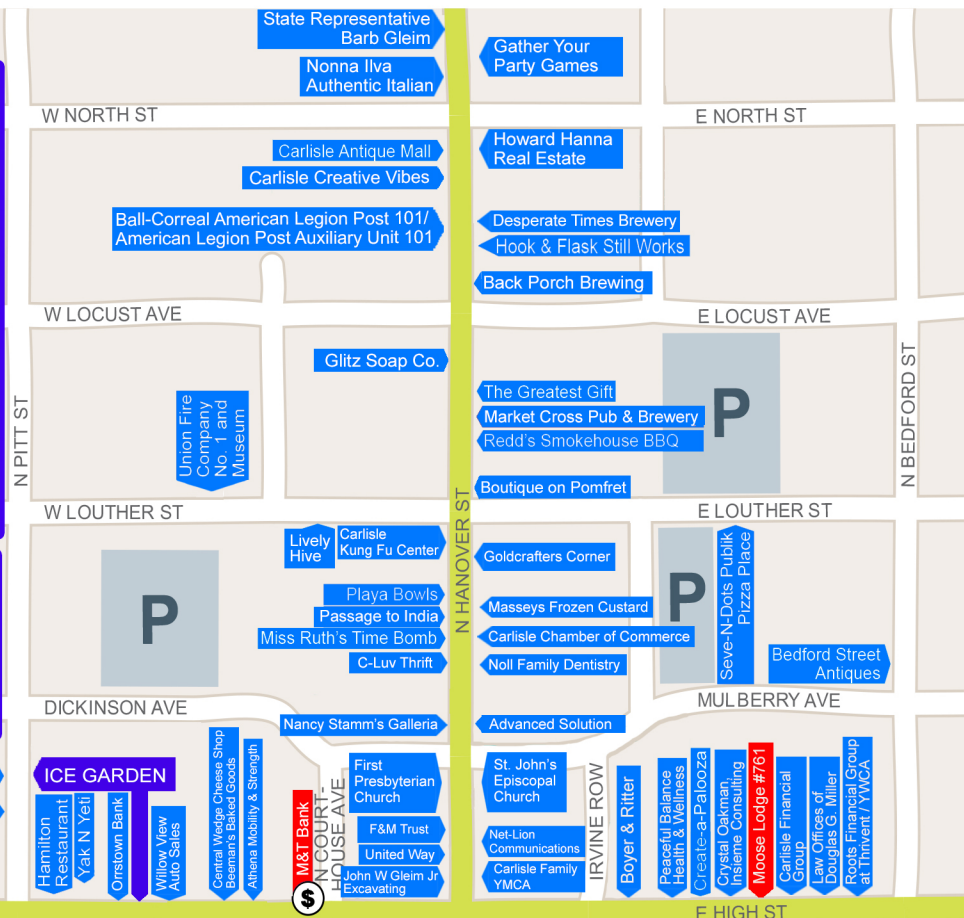 State Representative
Barb Gleim
Gather Your
Party Games
Nonna Ilva
Authentic Italian
W NORTH ST
E NORTH ST
Howard Hanna
Real Estate
Carlisle Antique Mall
Carlisle Creative Vibes
Ball-Correal American Legion Post 101/
American Legion Post Auxiliary Unit 101
Desperate Times Brewery
Hook & Flask Still Works
Back Porch Brewing
W LOCUST AVE
E LOCUST AVE
Glitz Soap Co.
The Greatest Gift
Market Cross Pub & Brewery
Redd's Smokehouse BBQ
P
Union Fire
Company
No. 1 and
Museum
N PITT ST
N BEDFORD ST
Boutique on Pomfret
W LOUTHER ST
E LOUTHER ST
N HANOVER ST
Lively
Hive
Carlisle
Kung Fu Center
Goldcrafters Corner
P
Playa Bowls
Passage to India
Miss Ruth's Time Bomb
C-Luv Thrift
Masseys Frozen Custard
Carlisle Chamber of Commerce
Noll Family Dentistry
P
Seve-N-Dots Publik
Pizza Place
Bedford Street
Antiques
DICKINSON AVE
MULBERRY AVE
Nancy Stamm's Galleria
Advanced Solution
ICE GARDEN
Hamilton
Restaurant
Yak N Yeti
Orrstown Bank
Willow View
Auto Sales
Central Wedge Cheese Shop
Beeman's Baked Goods
Athena Mobility & Strength
M&T Bank
$
N COURT-
HOUSE AVE
First
Presbyterian
Church
F&M Trust
United Way
John W Gleim Jr
Excavating
St. John's
Episcopal
Church
Net-Lion
Communications
Carlisle Family
YMCA
IRVINE ROW
Boyer & Ritter
Peaceful Balance
Health & Wellness
Create-a-Palooza
Crystal Oakman,
Insieme Consulting
Moose Lodge #761
Carlisle Financial
Group
Law Offices of
Douglas G. Miller
Roots Financial Group
at Thrivent / YWCA
E HIGH ST